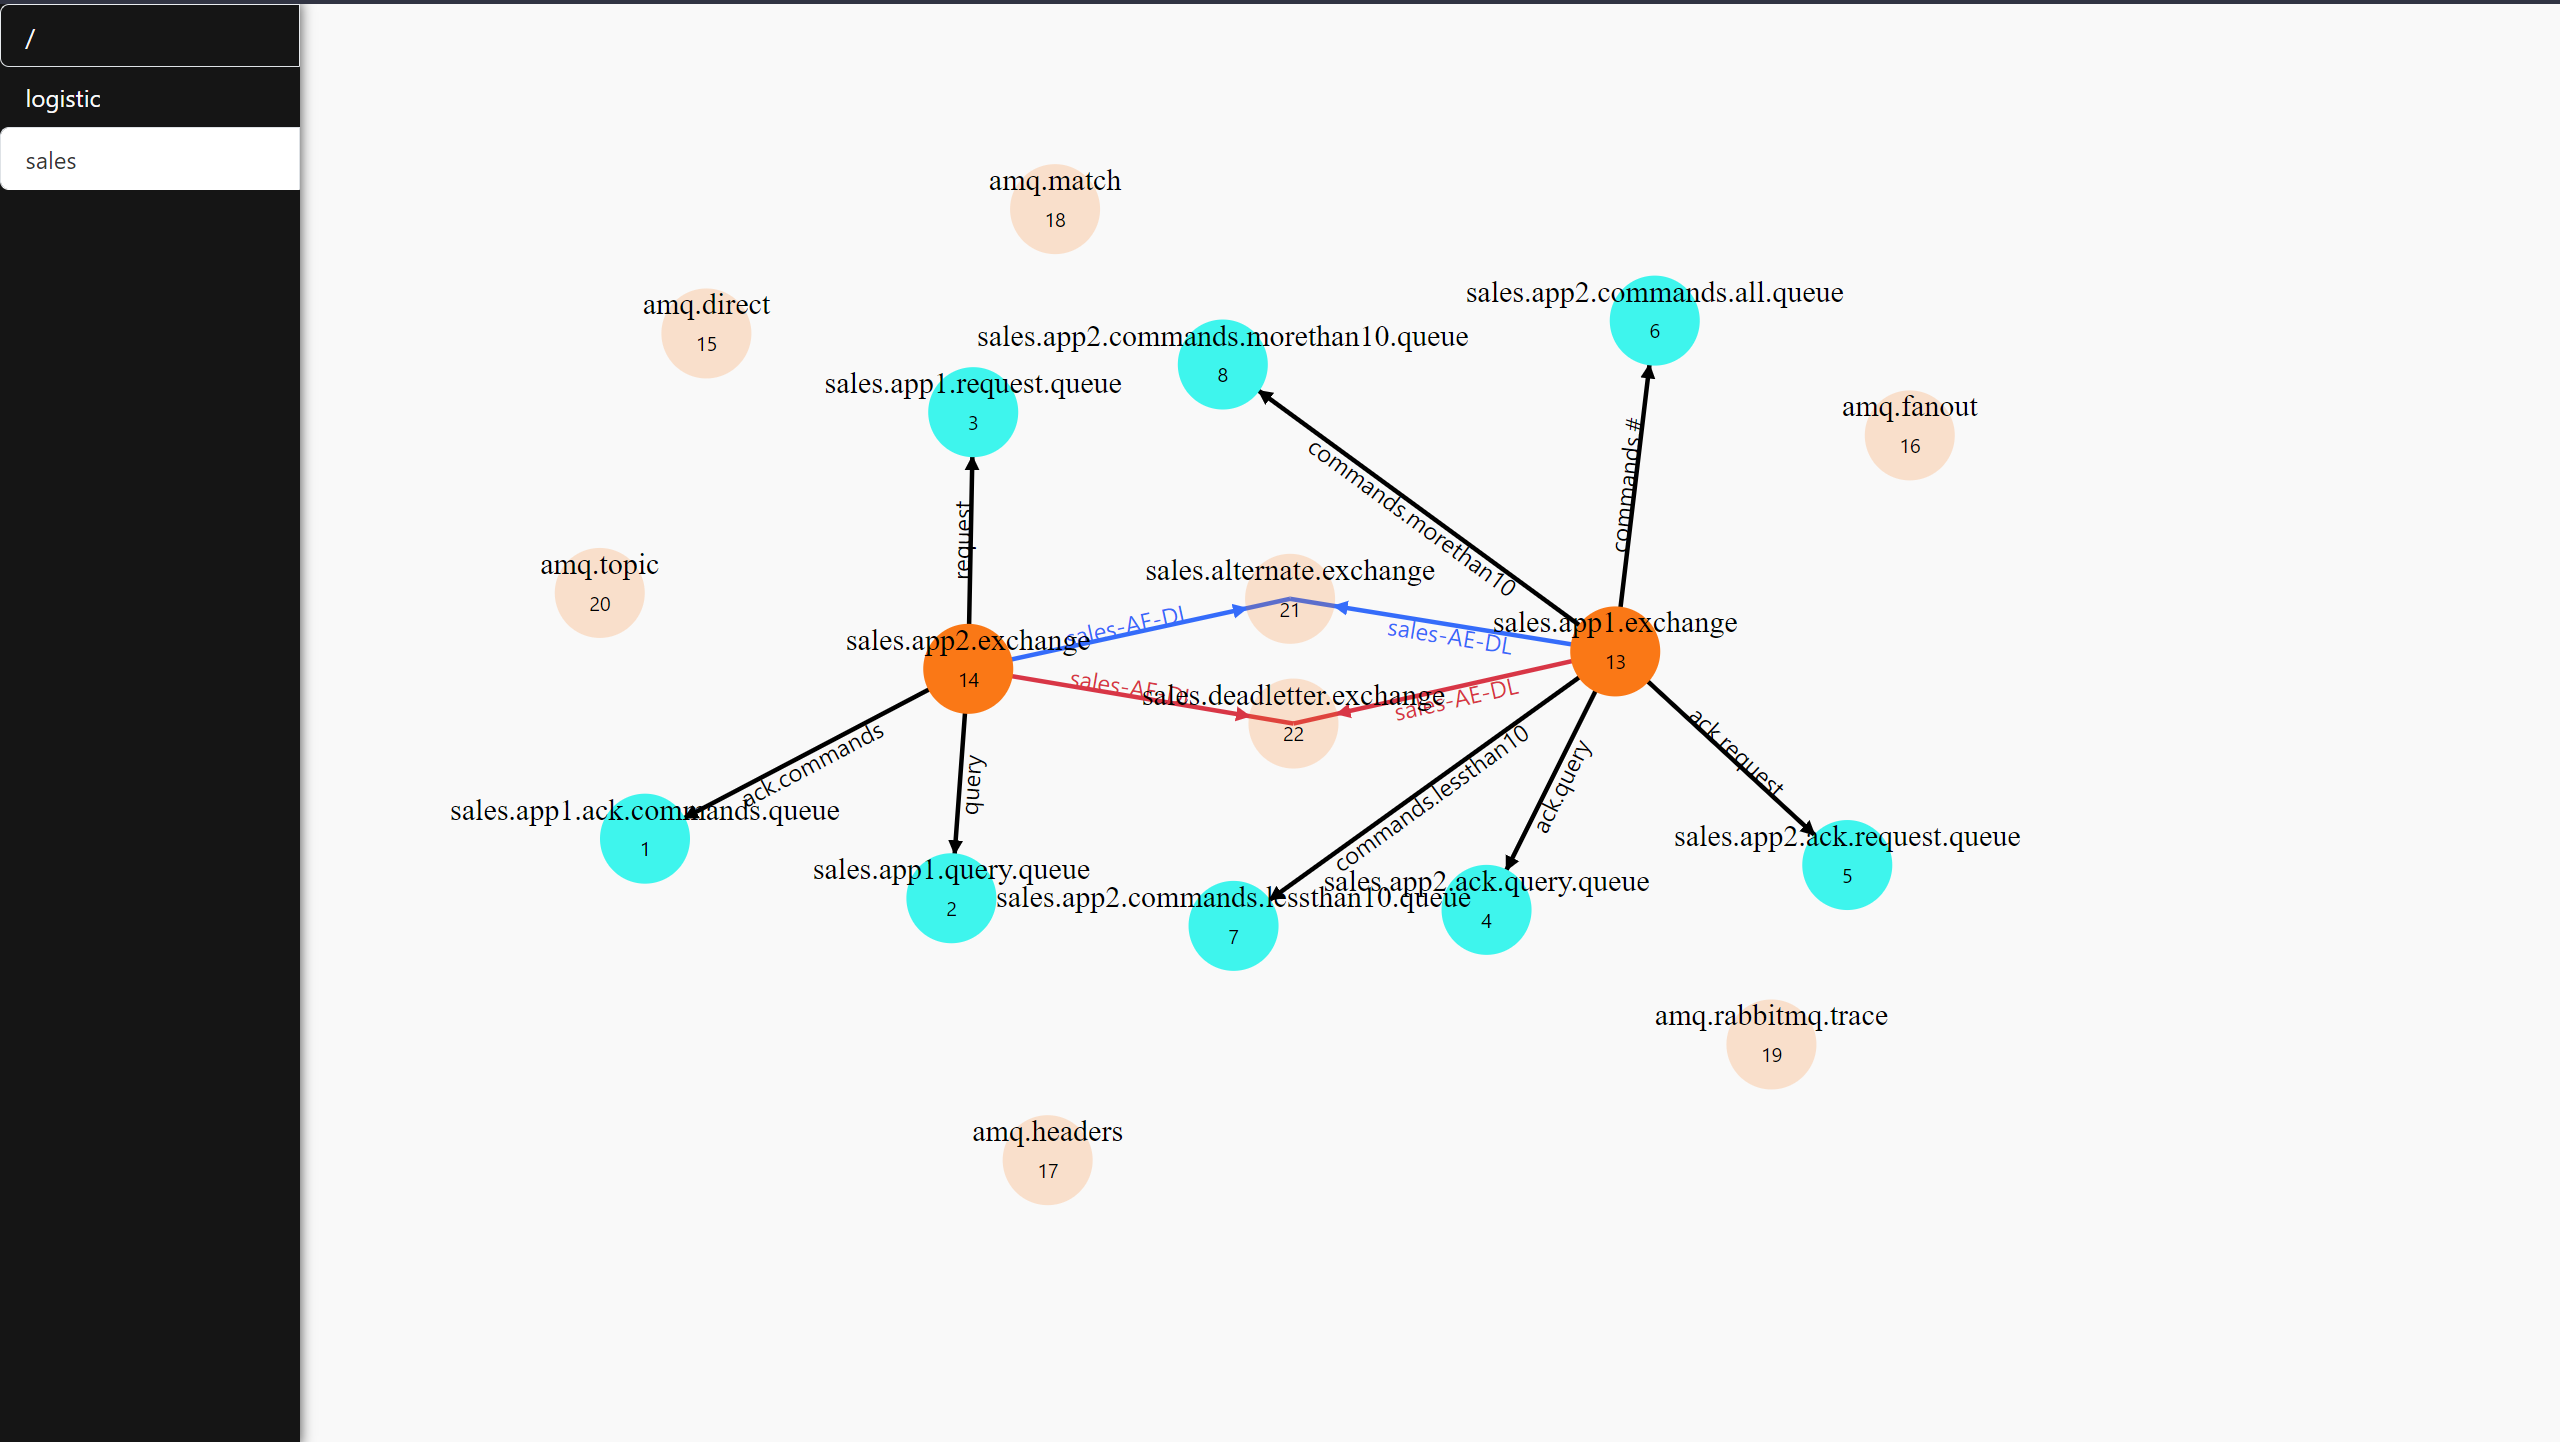 /
logistic
sales
amq.match
18
amq.direct
15
sales.app2.commands.all.queue
6
sales.app2.commands.morethan10.queue
8
sales.app1.request.queue
3
amq.fanout
16
commands.#
commands.morethan10
request
amq.topic
20
sales.alternate.exchange
21
sales-AE-DL
sales-AE-DL
sales.app1.exchange
13
sales.app2.exchange
14
sales-AE-DL
sales.deadletter.exchange
22
sales-AE-DL
ack.commands
query
commands.lessthan10
ack.query
ack.request
sales.app1.ack.commands.queue
1
sales.app1.query.queue
2
sales.app2.commands.lessthan10.queue
7
sales.app2.ack.query.queue
4
sales.app2.ack.request.queue
5
amq.rabbitmq.trace
19
amq.headers
17